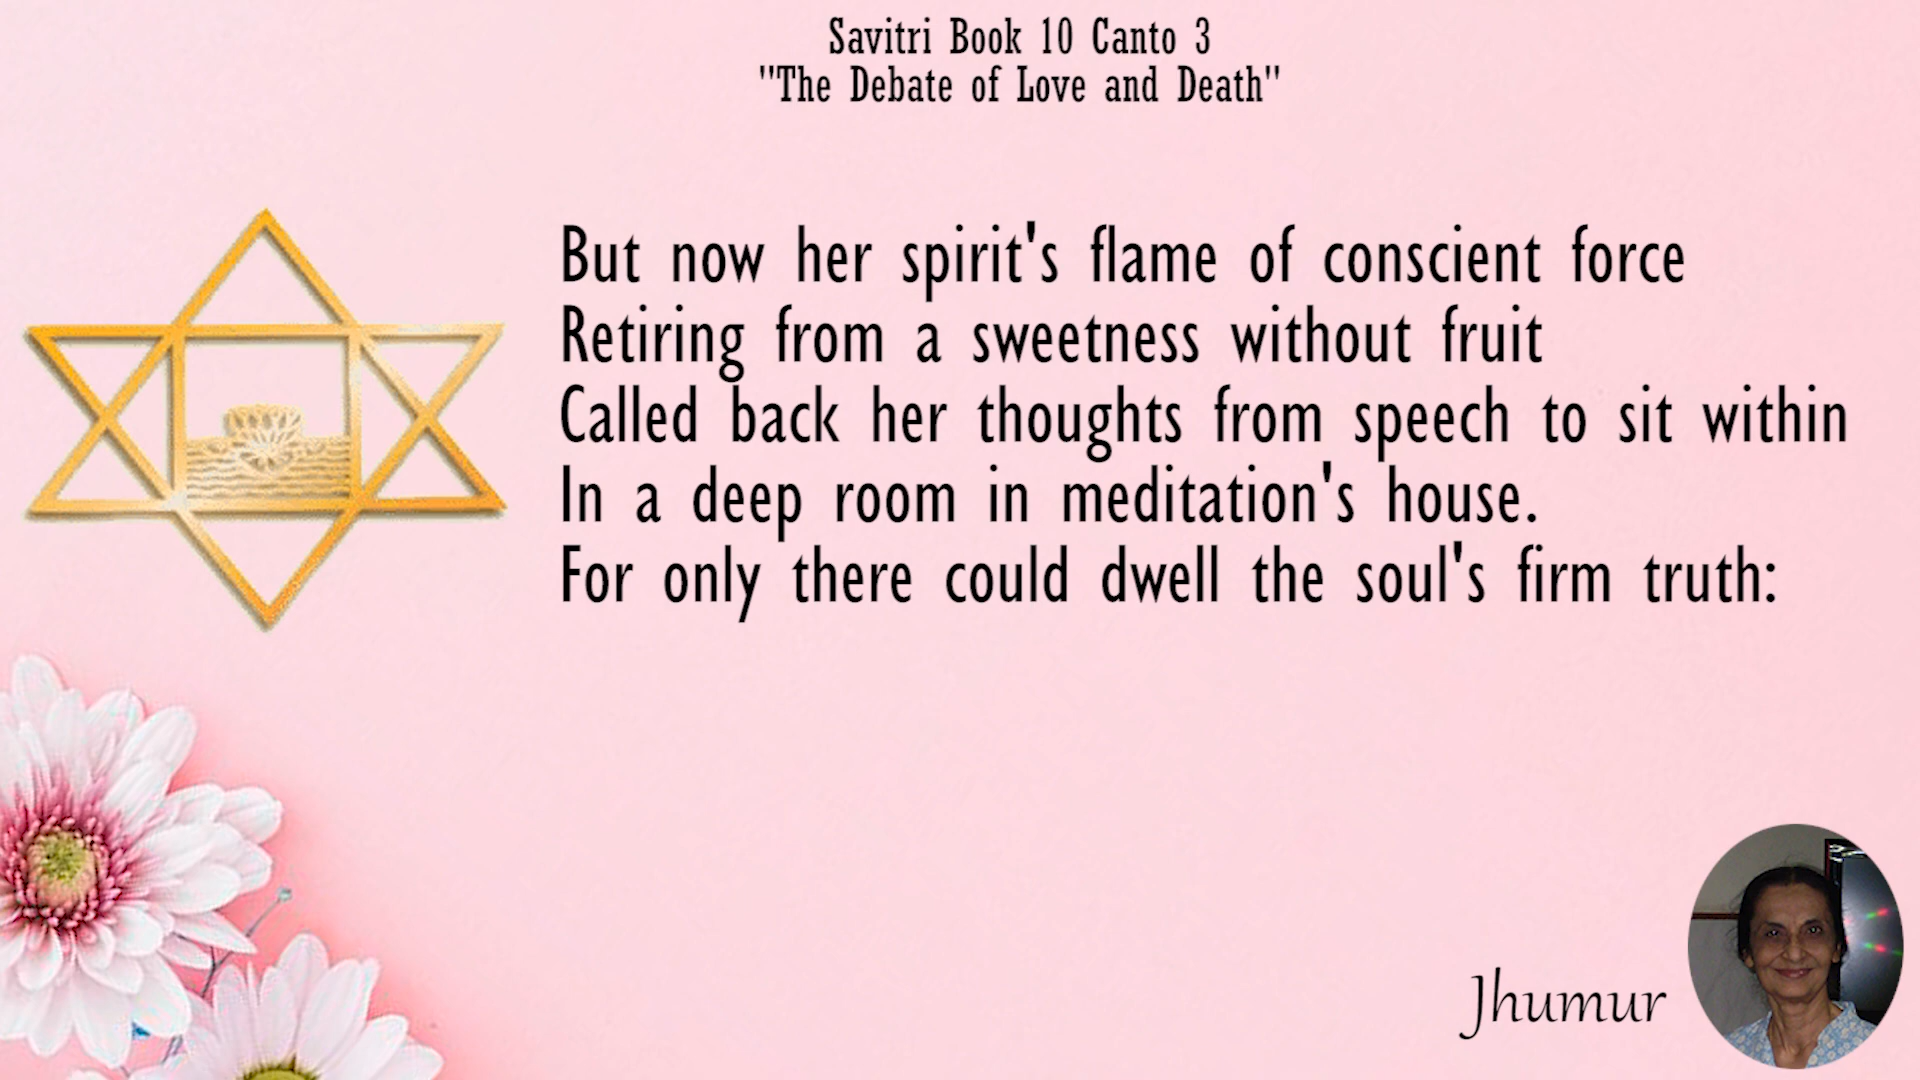 Savitri Book 10 Canto 3
"The Debate of Love and Death"
But now her spirit's flame of conscient force
Retiring from a sweetness without fruit
Called back her thoughts from speech to sit within
In a deep room in meditation's house.
For only there could dwell the soul's firm truth:
Jhumur